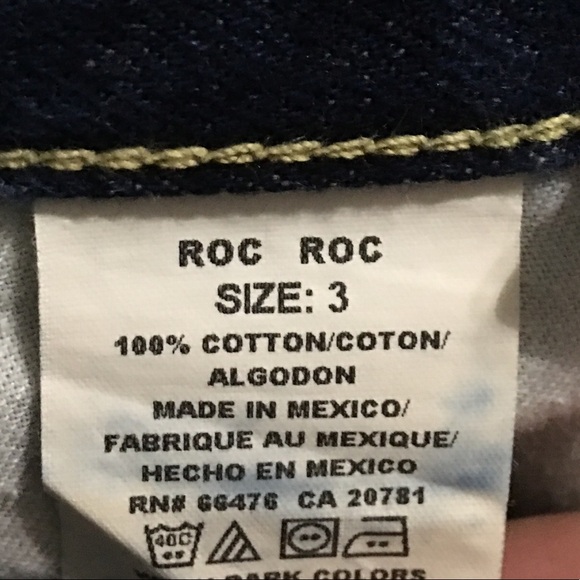 ROC ROC
SIZE: 3
100% COTTON/COTON/
ALGODON
MADE IN MEXICO/
FABRIQUE AU MEXIQUE/
HECHO EN MEXICO
RN# 66476 CA 20781
40C
DARK COLORS